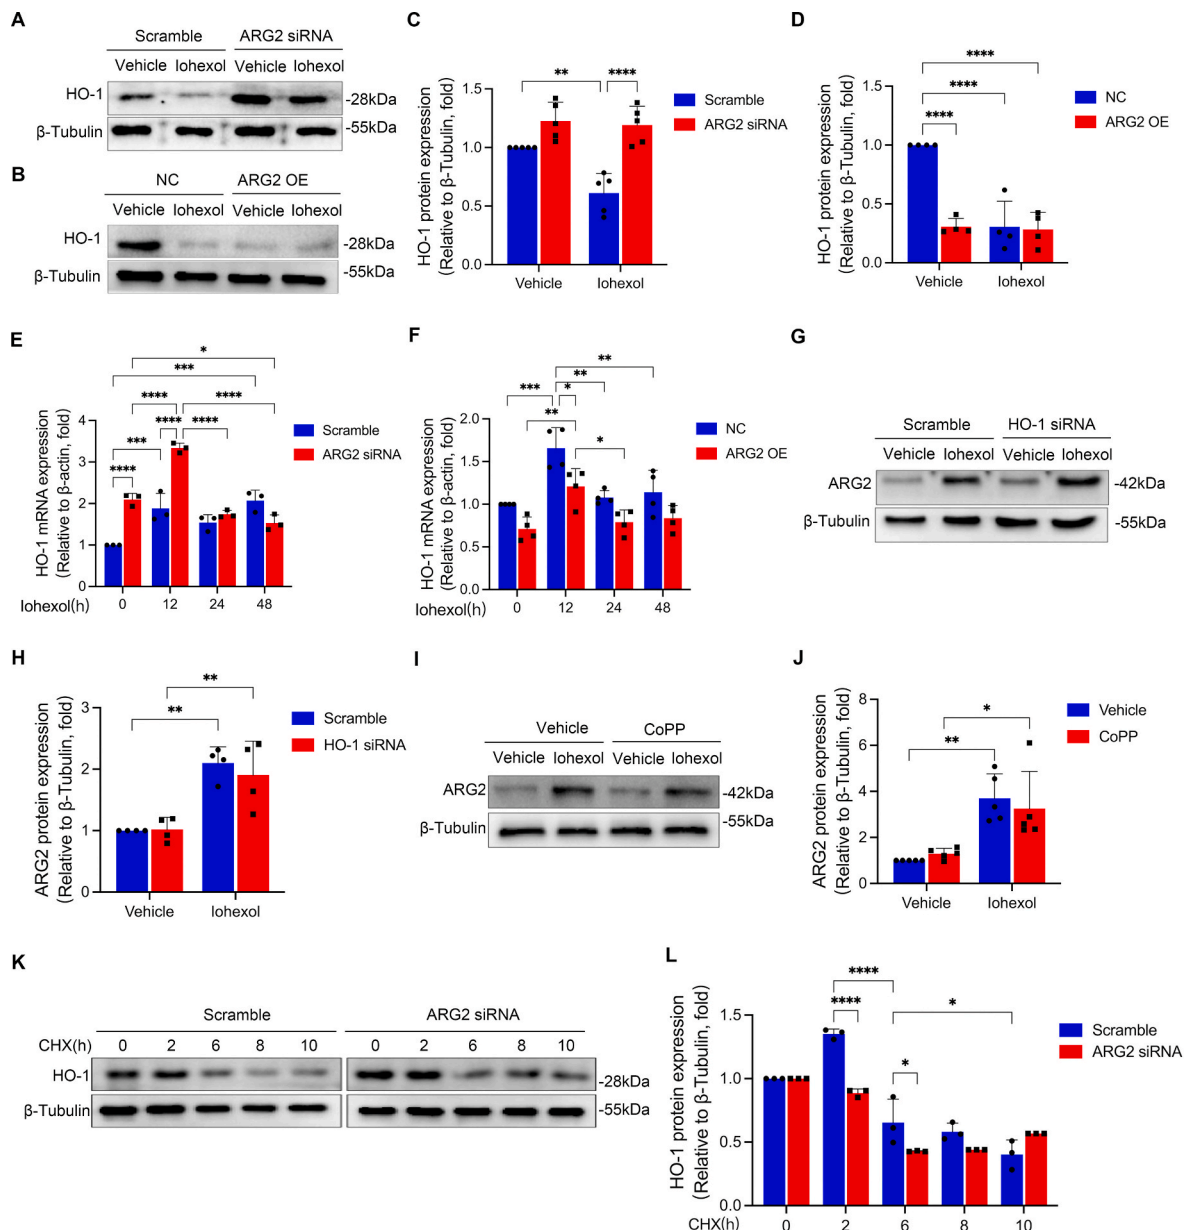 A
Scramble ARG2 siRNA
Vehicle Iohexol Vehicle Iohexol
HO-1 -28kDa
β-Tubulin -55kDa
B
NC ARG2 OE
Vehicle Iohexol Vehicle Iohexol
HO-1 -28kDa
β-Tubulin -55kDa
C
HO-1 protein expression
(Relative to β-Tubulin, fold)
1.5
1.0
0.5
0.0
** ****
Vehicle Iohexol
Scramble
ARG2 siRNA
D
HO-1 protein expression
(Relative to β-Tubulin, fold)
1.5
1.0
0.5
0.0
****
****
****
Vehicle Iohexol
NC
ARG2 OE
E
HO-1 mRNA expression
(Relative to β-actin, fold)
4
3
2
1
0
*
***
**** ****
*** **** ****
****
Iohexol(h) 0 12 24 48
Scramble
ARG2 siRNA
F
HO-1 mRNA expression
(Relative to β-actin, fold)
2.0
1.5
1.0
0.5
0.0
**
**
*** *
**
*
Iohexol(h) 0 12 24 48
NC
ARG2 OE
G
Scramble HO-1 siRNA
Vehicle Iohexol Vehicle Iohexol
ARG2 -42kDa
β-Tubulin -55kDa
H
ARG2 protein expression
(Relative to β-Tubulin, fold)
3
2
1
0
**
**
Vehicle Iohexol
Scramble
HO-1 siRNA
I
Vehicle CoPP
Vehicle Iohexol Vehicle Iohexol
ARG2 -42kDa
β-Tubulin -55kDa
J
ARG2 protein expression
(Relative to β-Tubulin, fold)
8
6
4
2
0
*
**
Vehicle Iohexol
Vehicle
CoPP
K
Scramble ARG2 siRNA
CHX(h) 0 2 6 8 10 0 2 6 8 10
HO-1 -28kDa
β-Tubulin -55kDa
L
HO-1 protein expression
(Relative to β-Tubulin, fold)
1.5
1.0
0.5
0.0
****
****
*
*
CHX(h) 0 2 6 8 10
Scramble
ARG2 siRNA